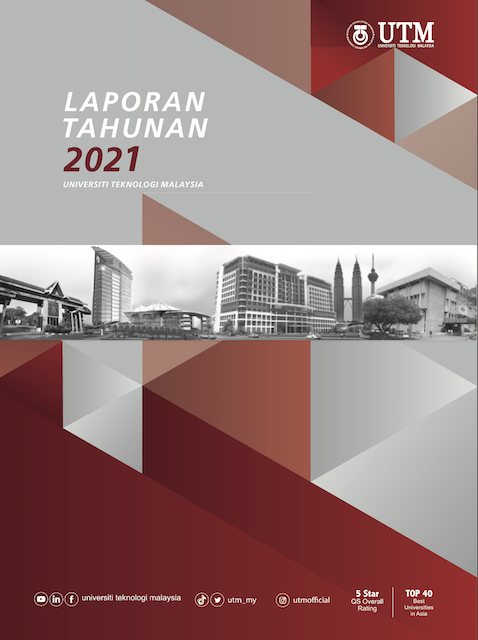 UTM
UNIVERSITI TEKNOLOGI MALAYSIA
LAPORAN
TAHUNAN
2021
UNIVERSITI TEKNOLOGI MALAYSIA
universiti teknologi malaysia
utm_my
utmofficial
5 Star
QS Overall
Rating
TOP 40
Best
Universities
in Asia